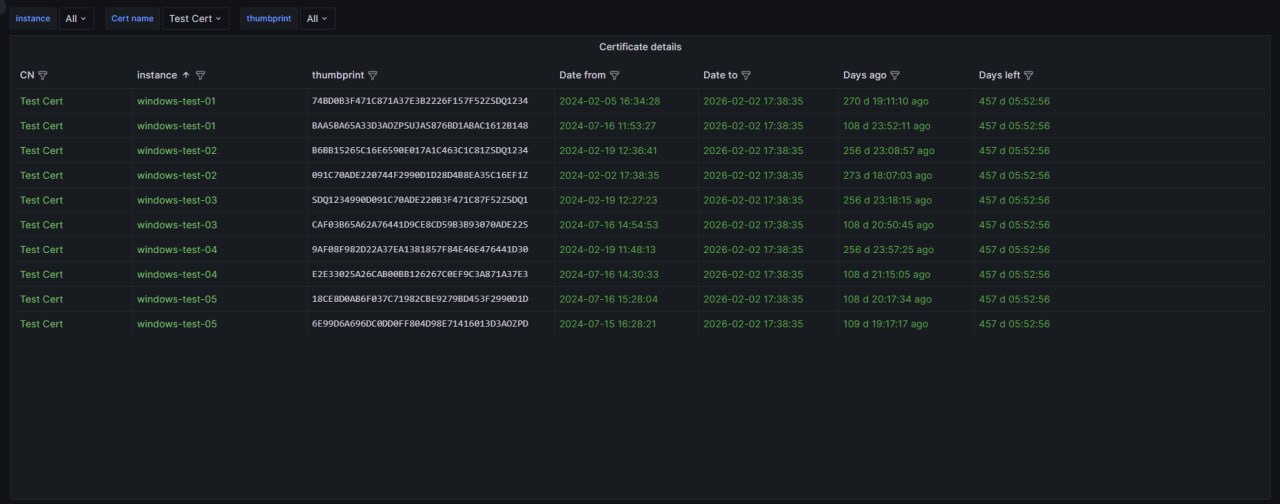 instance All Cert name Test Cert thumbprint All
Certificate details
CN instance thumbprint Date from Date to Days ago Days left
Test Cert windows-test-01 74BD0B3F471C871A37E3B2226F157F52ZSDQ1234 2024-02-05 16:34:28 2026-02-02 17:38:35 270 d 19:11:10 ago 457 d 05:52:56
Test Cert windows-test-01 BAA5BA65A33D3AOZPSUJAS876BD1ABAC1612B148 2024-07-16 11:53:27 2026-02-02 17:38:35 108 d 23:52:11 ago 457 d 05:52:56
Test Cert windows-test-02 B6BB15265C16E6590E017A1C463C1C81ZSDQ1234 2024-02-19 12:36:41 2026-02-02 17:38:35 256 d 23:08:57 ago 457 d 05:52:56
Test Cert windows-test-02 091C70ADE220744F2990D1D28D4B8EA35C16EF1Z 2024-02-02 17:38:35 2026-02-02 17:38:35 273 d 18:07:03 ago 457 d 05:52:56
Test Cert windows-test-03 SDQ1234990D091C70ADE220B3F471C87F52ZSDQ1 2024-02-19 12:27:23 2026-02-02 17:38:35 256 d 23:18:15 ago 457 d 05:52:56
Test Cert windows-test-03 CAF03B65A62A76441D9CE8CD59B3B93070ADE22S 2024-07-16 14:54:53 2026-02-02 17:38:35 108 d 20:50:45 ago 457 d 05:52:56
Test Cert windows-test-04 9AF08F982D22A37EA1381857F84E46E476441D30 2024-02-19 11:48:13 2026-02-02 17:38:35 256 d 23:57:25 ago 457 d 05:52:56
Test Cert windows-test-04 E2E33025A26CAB00BB126267C0EF9C3A871A37E3 2024-07-16 14:30:33 2026-02-02 17:38:35 108 d 21:15:05 ago 457 d 05:52:56
Test Cert windows-test-05 18CE8D0AB6F037C71982CBE9279BD453F2990D1D 2024-07-16 15:28:04 2026-02-02 17:38:35 108 d 20:17:34 ago 457 d 05:52:56
Test Cert windows-test-05 6E99D6A696DC0DD0FF804D98E71416013D3AOZPD 2024-07-15 16:28:21 2026-02-02 17:38:35 109 d 19:17:17 ago 457 d 05:52:56